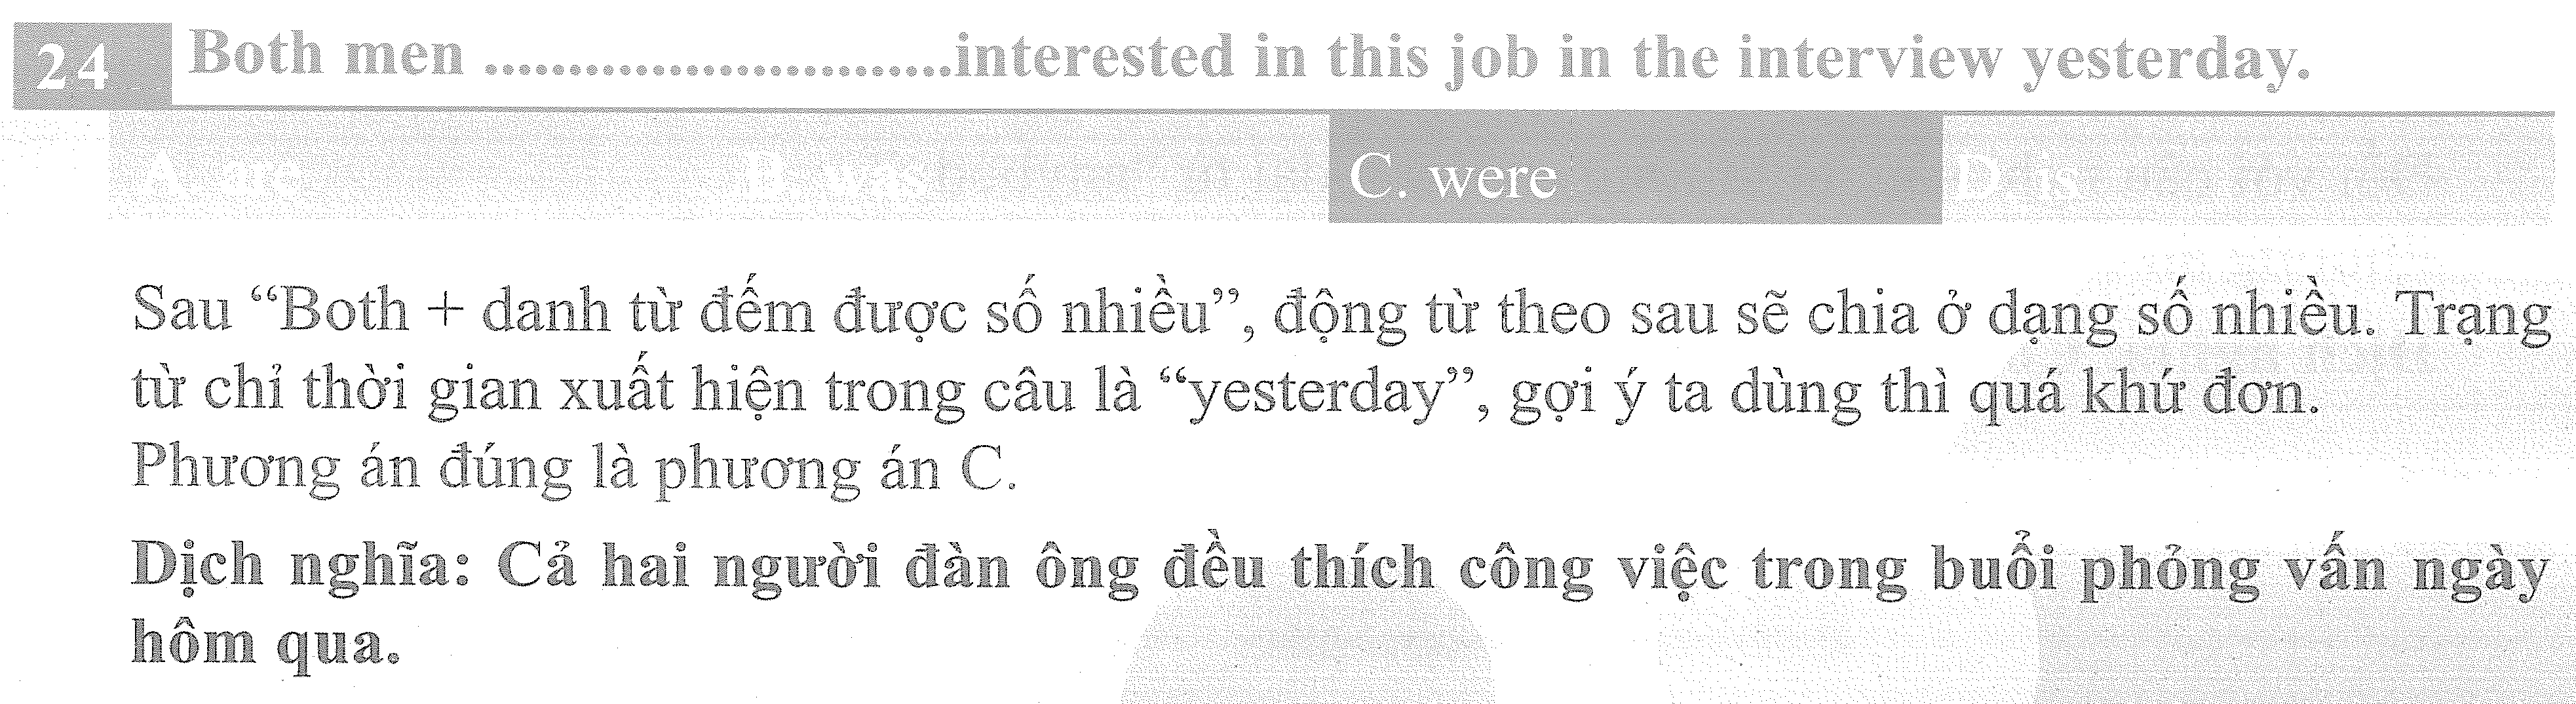 24 Both men ............................interested in this job in the interview yesterday.
A. are B. was C. were D. is
Sau “Both + danh từ đếm được số nhiều”, động từ theo sau sẽ chia ở dạng số nhiều. Trạng
từ chỉ thời gian xuất hiện trong câu là “yesterday”, gợi ý ta dùng thì quá khứ đơn.
Phương án đúng là phương án C.
Dịch nghĩa: Cả hai người đàn ông đều thích công việc trong buổi phỏng vấn ngày
hôm qua.